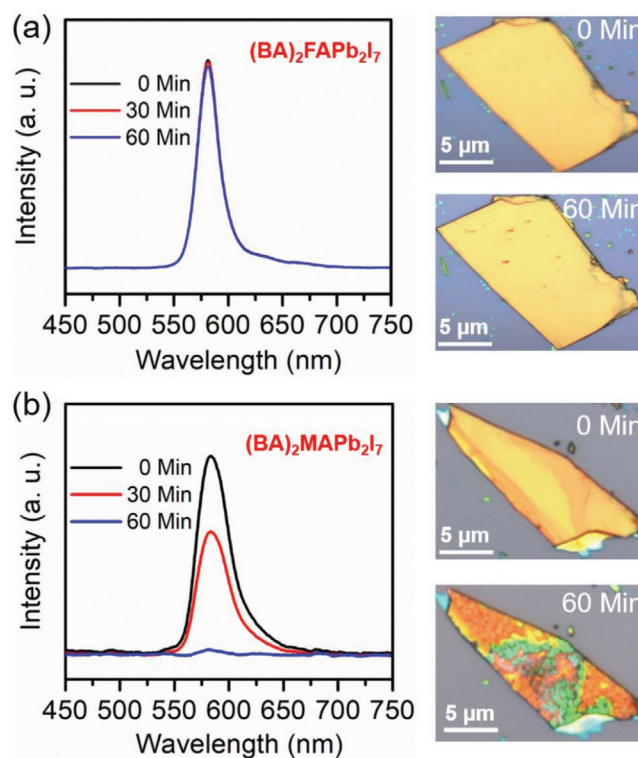 (a)
(BA)₂FAPb₂I₇
0 Min
30 Min
60 Min
Intensity (a. u.)
450 500 550 600 650 700 750
Wavelength (nm)
0 Min
5 µm
60 Min
5 µm
(b)
(BA)₂MAPb₂I₇
0 Min
30 Min
60 Min
Intensity (a. u.)
450 500 550 600 650 700 750
Wavelength (nm)
0 Min
5 µm
60 Min
5 µm